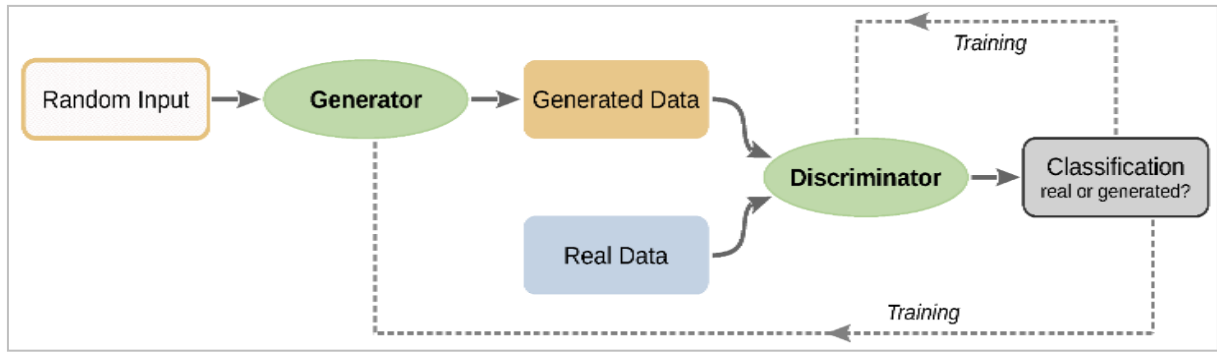 Training
Random Input
Generator
Generated Data
Discriminator
Classification
real or generated?
Real Data
Training